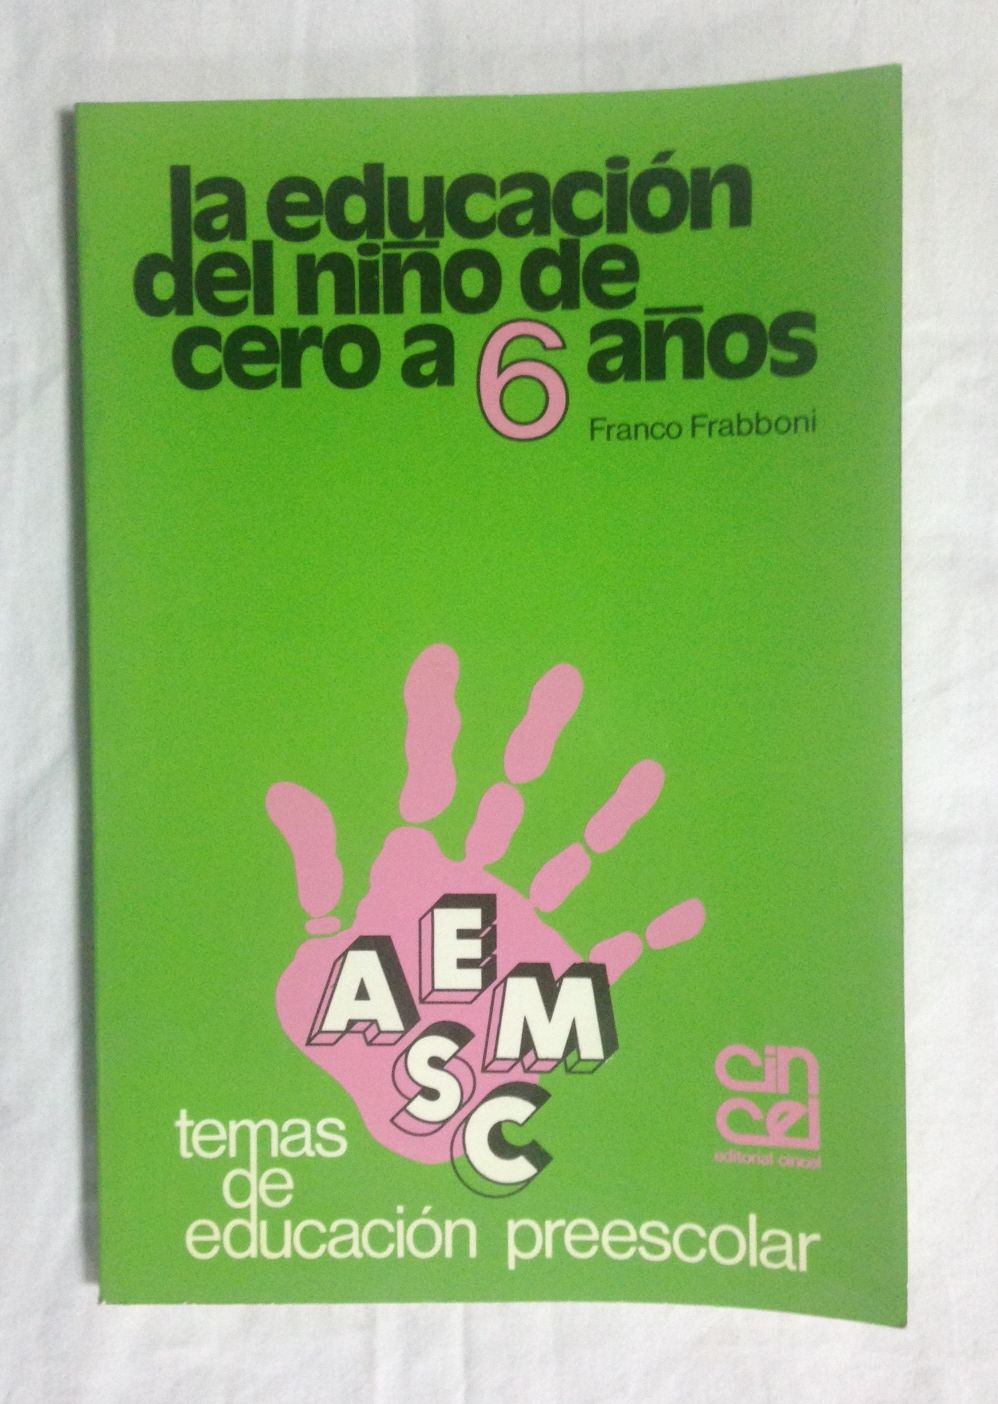 la educación
del niño de
cero a 6 años
Franco Frabboni
A E M
S C
cin
cel
editorial cincel
temas
de
educación preescolar